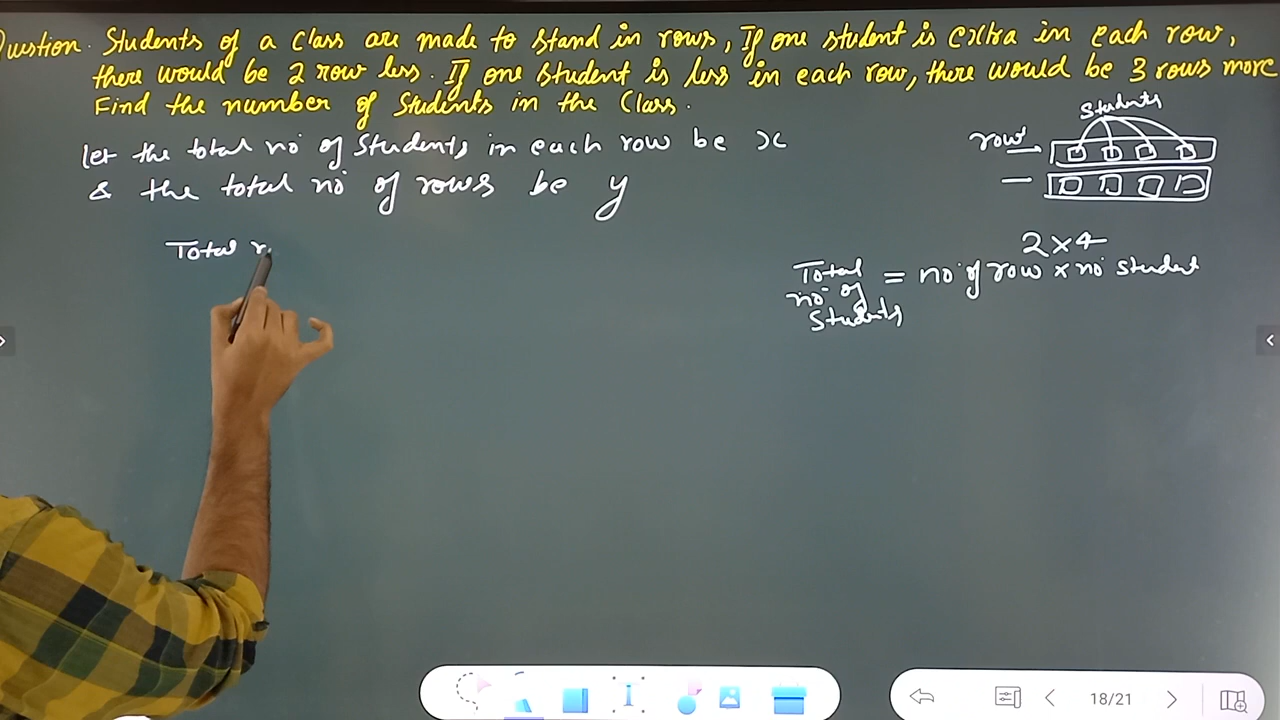 Question. Students of a class are made to stand in rows, If one student is extra in each row,
there would be 2 row less. If one student is less in each row, there would be 3 rows more
Find the number of Students in the Class.
let the total no of Students in each row be x
& the total no of rows be y
Students
row
2 x 4
Total no of Students = no of row x no student
Total
18/21